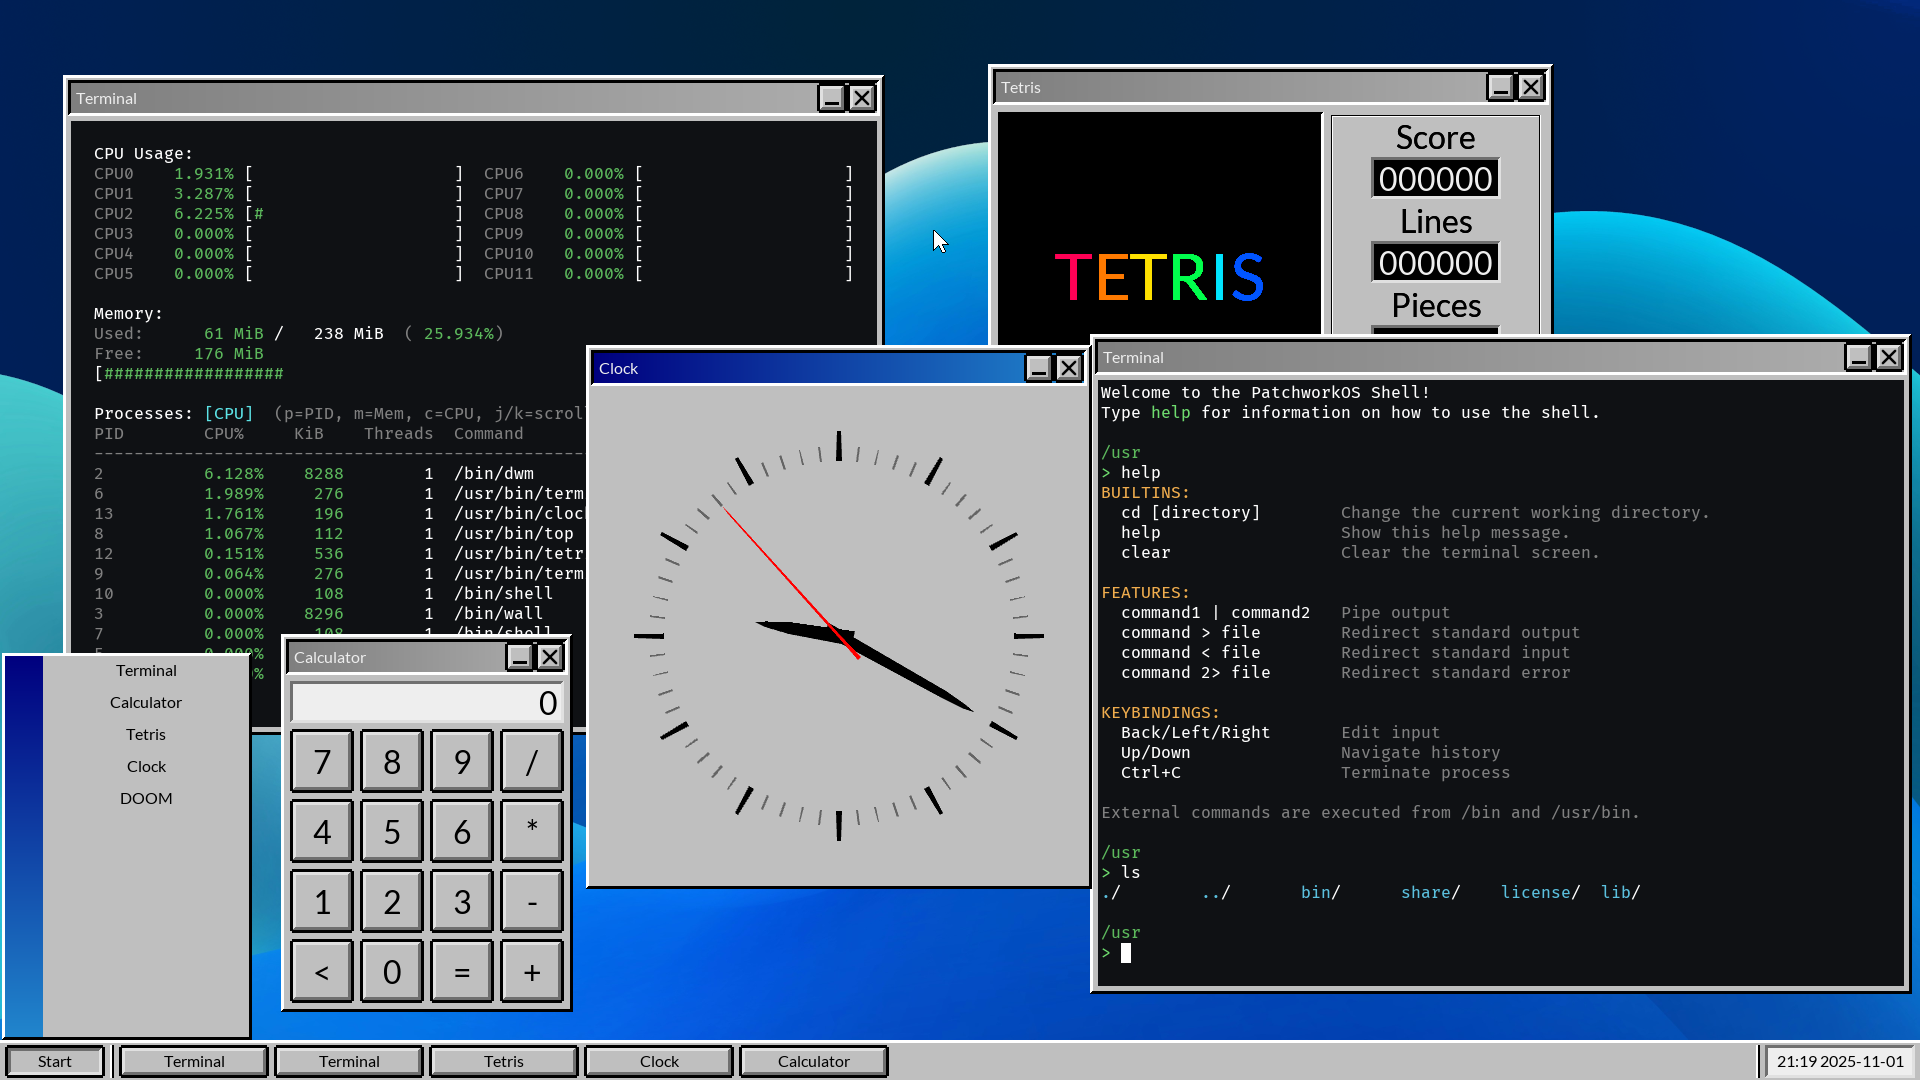 Terminal
CPU Usage:
CPU0 1.931% [ ] CPU6 0.000% [ ]
CPU1 3.287% [ ] CPU7 0.000% [ ]
CPU2 6.225% [# ] CPU8 0.000% [ ]
CPU3 0.000% [ ] CPU9 0.000% [ ]
CPU4 0.000% [ ] CPU10 0.000% [ ]
CPU5 0.000% [ ] CPU11 0.000% [ ]
Memory:
Used: 61 MiB / 238 MiB ( 25.934%)
Free: 176 MiB
[##################
Processes: [CPU] (p=PID, m=Mem, c=CPU, j/k=scroll
PID CPU% KiB Threads Command
-------------------------------------------------
2 6.128% 8288 1 /bin/dwm
6 1.989% 276 1 /usr/bin/term
13 1.761% 196 1 /usr/bin/cloc
8 1.067% 112 1 /usr/bin/top
12 0.151% 536 1 /usr/bin/tetr
9 0.064% 276 1 /usr/bin/term
10 0.000% 108 1 /bin/shell
3 0.000% 8296 1 /bin/wall
7 0.000% 108 1 /bin/shell
Tetris
TETRIS
Score
000000
Lines
000000
Pieces
Clock
Terminal
Welcome to the PatchworkOS Shell!
Type help for information on how to use the shell.
/usr
> help
BUILTINS:
cd [directory] Change the current working directory.
help Show this help message.
clear Clear the terminal screen.
FEATURES:
command1 | command2 Pipe output
command > file Redirect standard output
command < file Redirect standard input
command 2> file Redirect standard error
KEYBINDINGS:
Back/Left/Right Edit input
Up/Down Navigate history
Ctrl+C Terminate process
External commands are executed from /bin and /usr/bin.
/usr
> ls
./ ../ bin/ share/ license/ lib/
/usr
>
Calculator
0
7 8 9 /
4 5 6 *
1 2 3 -
< 0 = +
Terminal
Calculator
Tetris
Clock
DOOM
Start Terminal Terminal Tetris Clock Calculator 21:19 2025-11-01